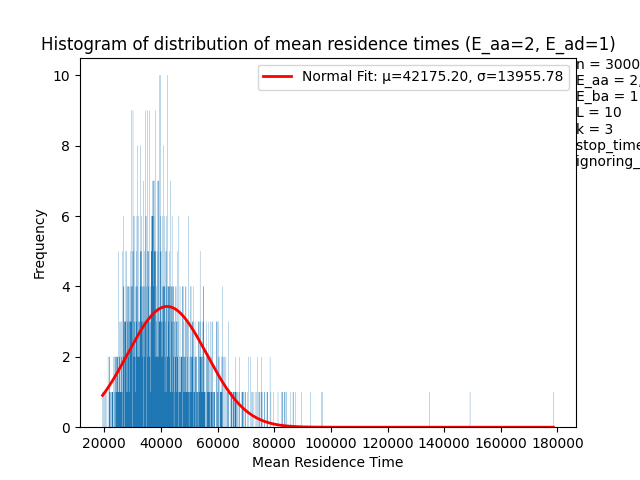 Histogram of distribution of mean residence times (E_aa=2, E_ad=1)
Normal Fit: μ=42175.20, σ=13955.78
n = 3000
E_aa = 2,
E_ba = 1
L = 10
k = 3
stop_time
ignoring_
10
8
6
4
2
0
Frequency
20000 40000 60000 80000 100000 120000 140000 160000 180000
Mean Residence Time